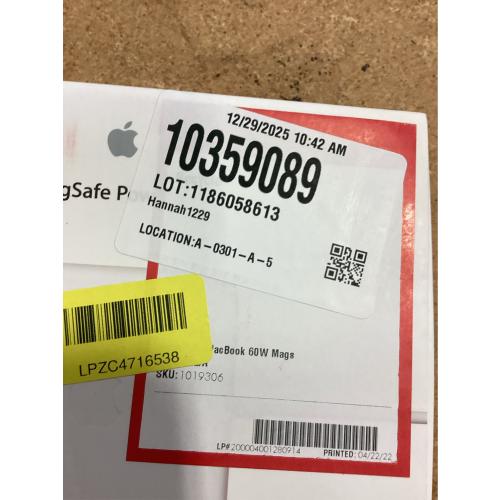 12/29/2025 10:42 AM
10359089
LOT:1186058613
Hannah1229
LOCATION:A-0301-A-5
gSafe
MacBook 60W Mags
SKU:1019306
LPZC4716538
LP#200004001280914
PRINTED: 04/22/22